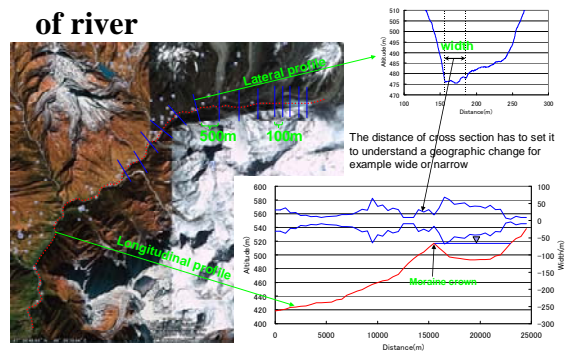 of river
Lateral profile
500m
100m
Longitudinal profile
Altitude(m)
510
505
500
495
490
485
480
475
470
width
100
150
200
250
300
Distance(m)
The distance of cross section has to set it
to understand a geographic change for
example wide or narrow
Altitude(m)
600
580
560
540
520
500
480
460
440
420
400
Moraine crown
100
50
0
-50
-100
-150
-200
-250
-300
Width(m)
0
5000
10000
15000
20000
25000
Distance(m)